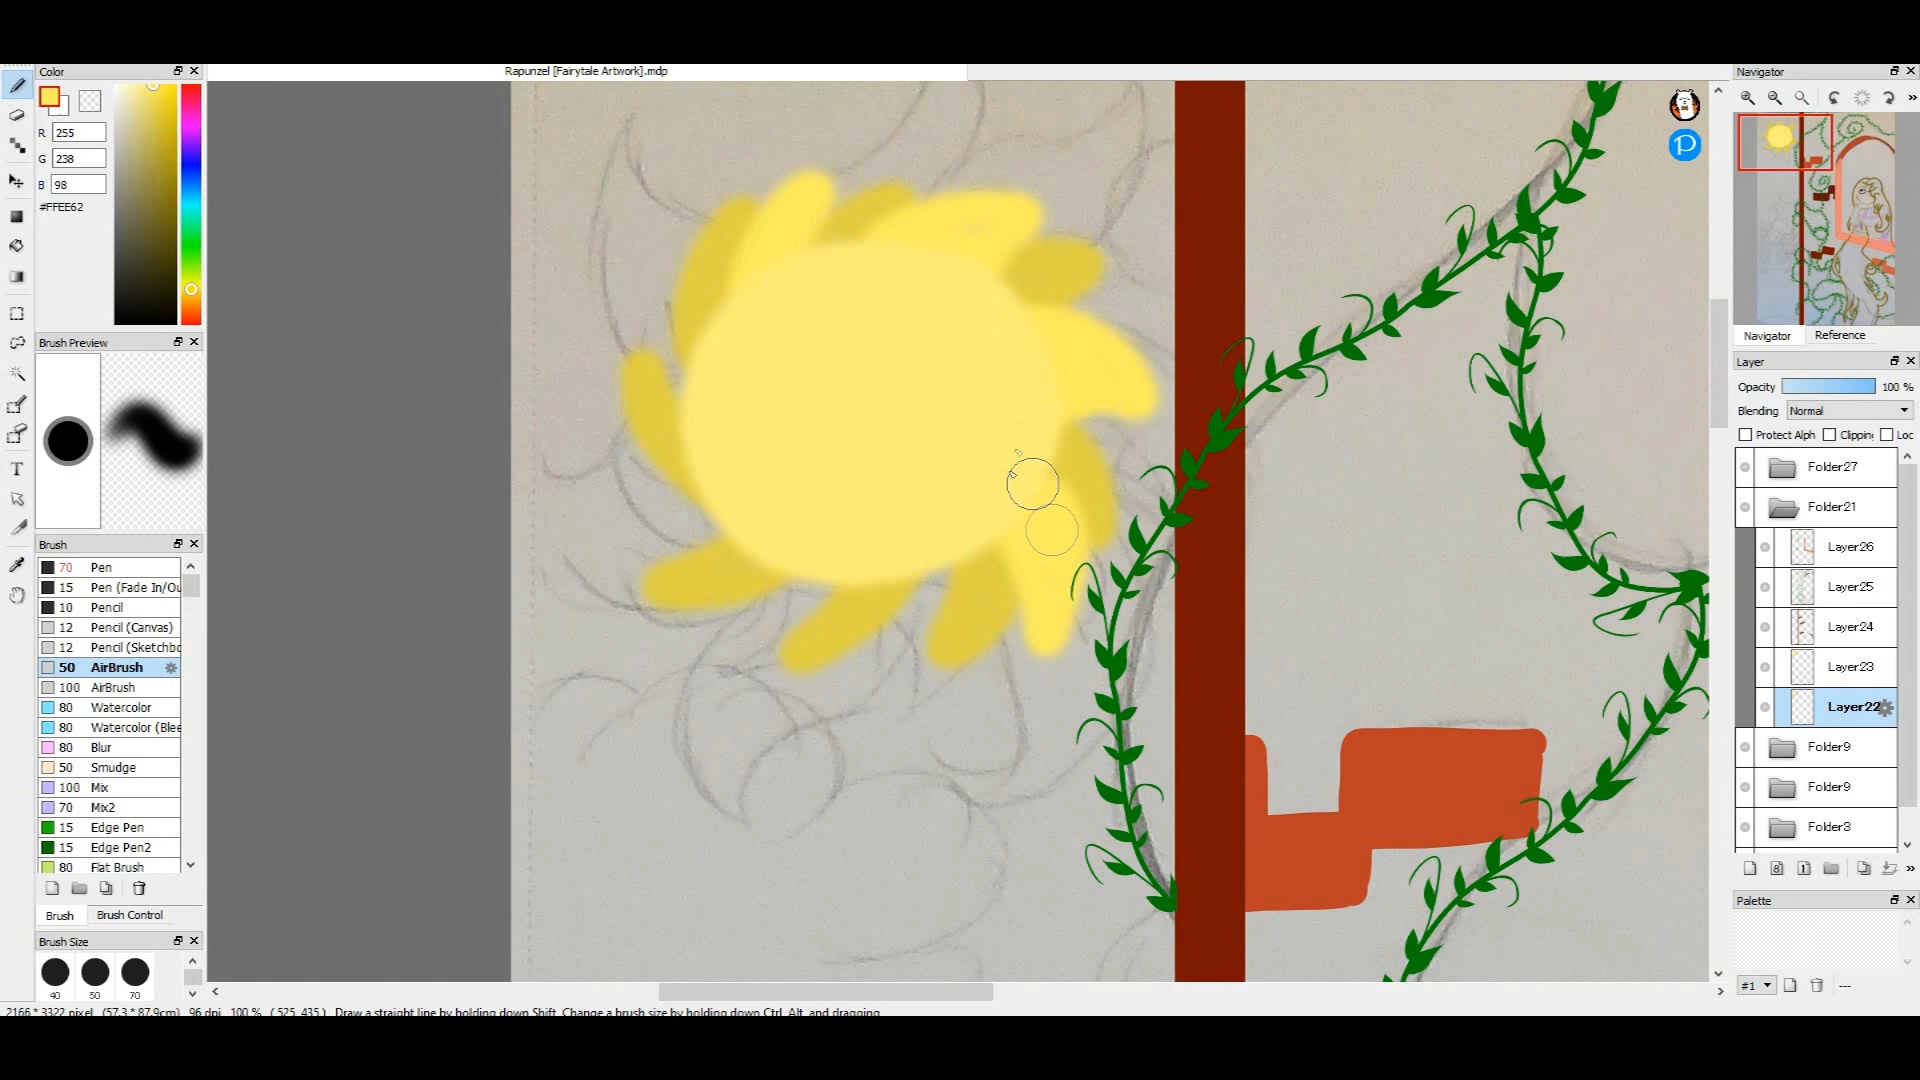 Color
Rapunzel [Fairytale Artwork].mdp
Navigator
R 255
G 238
B 98
#FFEE62
P
Navigator Reference
Brush Preview
Layer
Opacity 100 %
Blending Normal
Protect Alph Clippin Loc
Folder27
Folder21
Layer26
Layer25
Layer24
Layer23
Layer22
Folder9
Folder9
Folder3
Brush
70 Pen
15 Pen (Fade In/Ou
10 Pencil
12 Pencil (Canvas)
12 Pencil (Sketchbo
50 AirBrush
100 AirBrush
80 Watercolor
80 Watercolor (Blee
80 Blur
50 Smudge
100 Mix
70 Mix2
15 Edge Pen
15 Edge Pen2
80 Flat Brush
Brush Brush Control
Palette
#1 ---
Brush Size
40 50 70
2166 * 3322 pixel (57.3 * 87.9cm) 96 dpi 100 % ( 525, 435 ) Draw a straight line by holding down Shift, Change a brush size by holding down Ctrl, Alt, and dragging